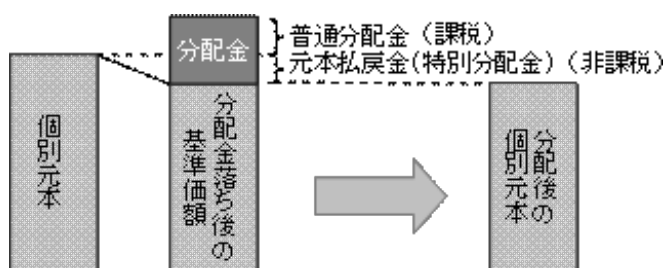 分配金
普通分配金（課税）
元本払戻金(特別分配金)（非課税）
個別元本
分配金落ち後の
基準価額
分配後の
個別元本